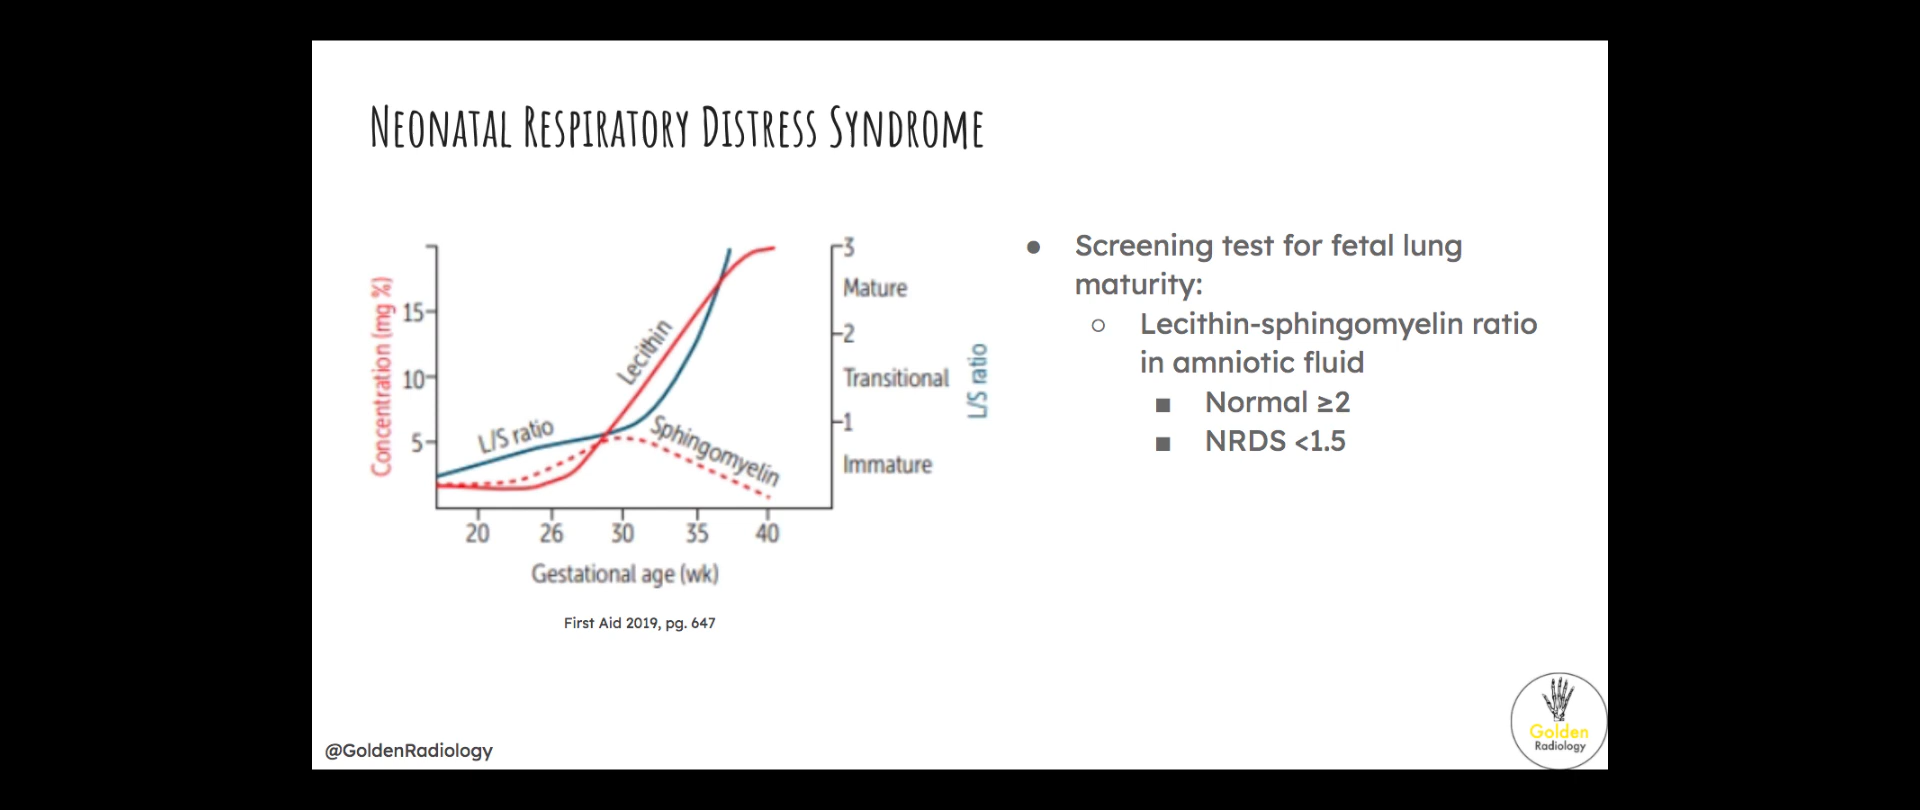 Neonatal Respiratory Distress Syndrome
Concentration (mg %)
15
10
5
L/S ratio
Lecithin
Sphingomyelin
3
Mature
2
Transitional
1
Immature
L/S ratio
20 26 30 35 40
Gestational age (wk)
First Aid 2019, pg. 647
● Screening test for fetal lung
maturity:
○ Lecithin-sphingomyelin ratio
in amniotic fluid
■ Normal ≥2
■ NRDS <1.5
@GoldenRadiology
Golden
Radiology